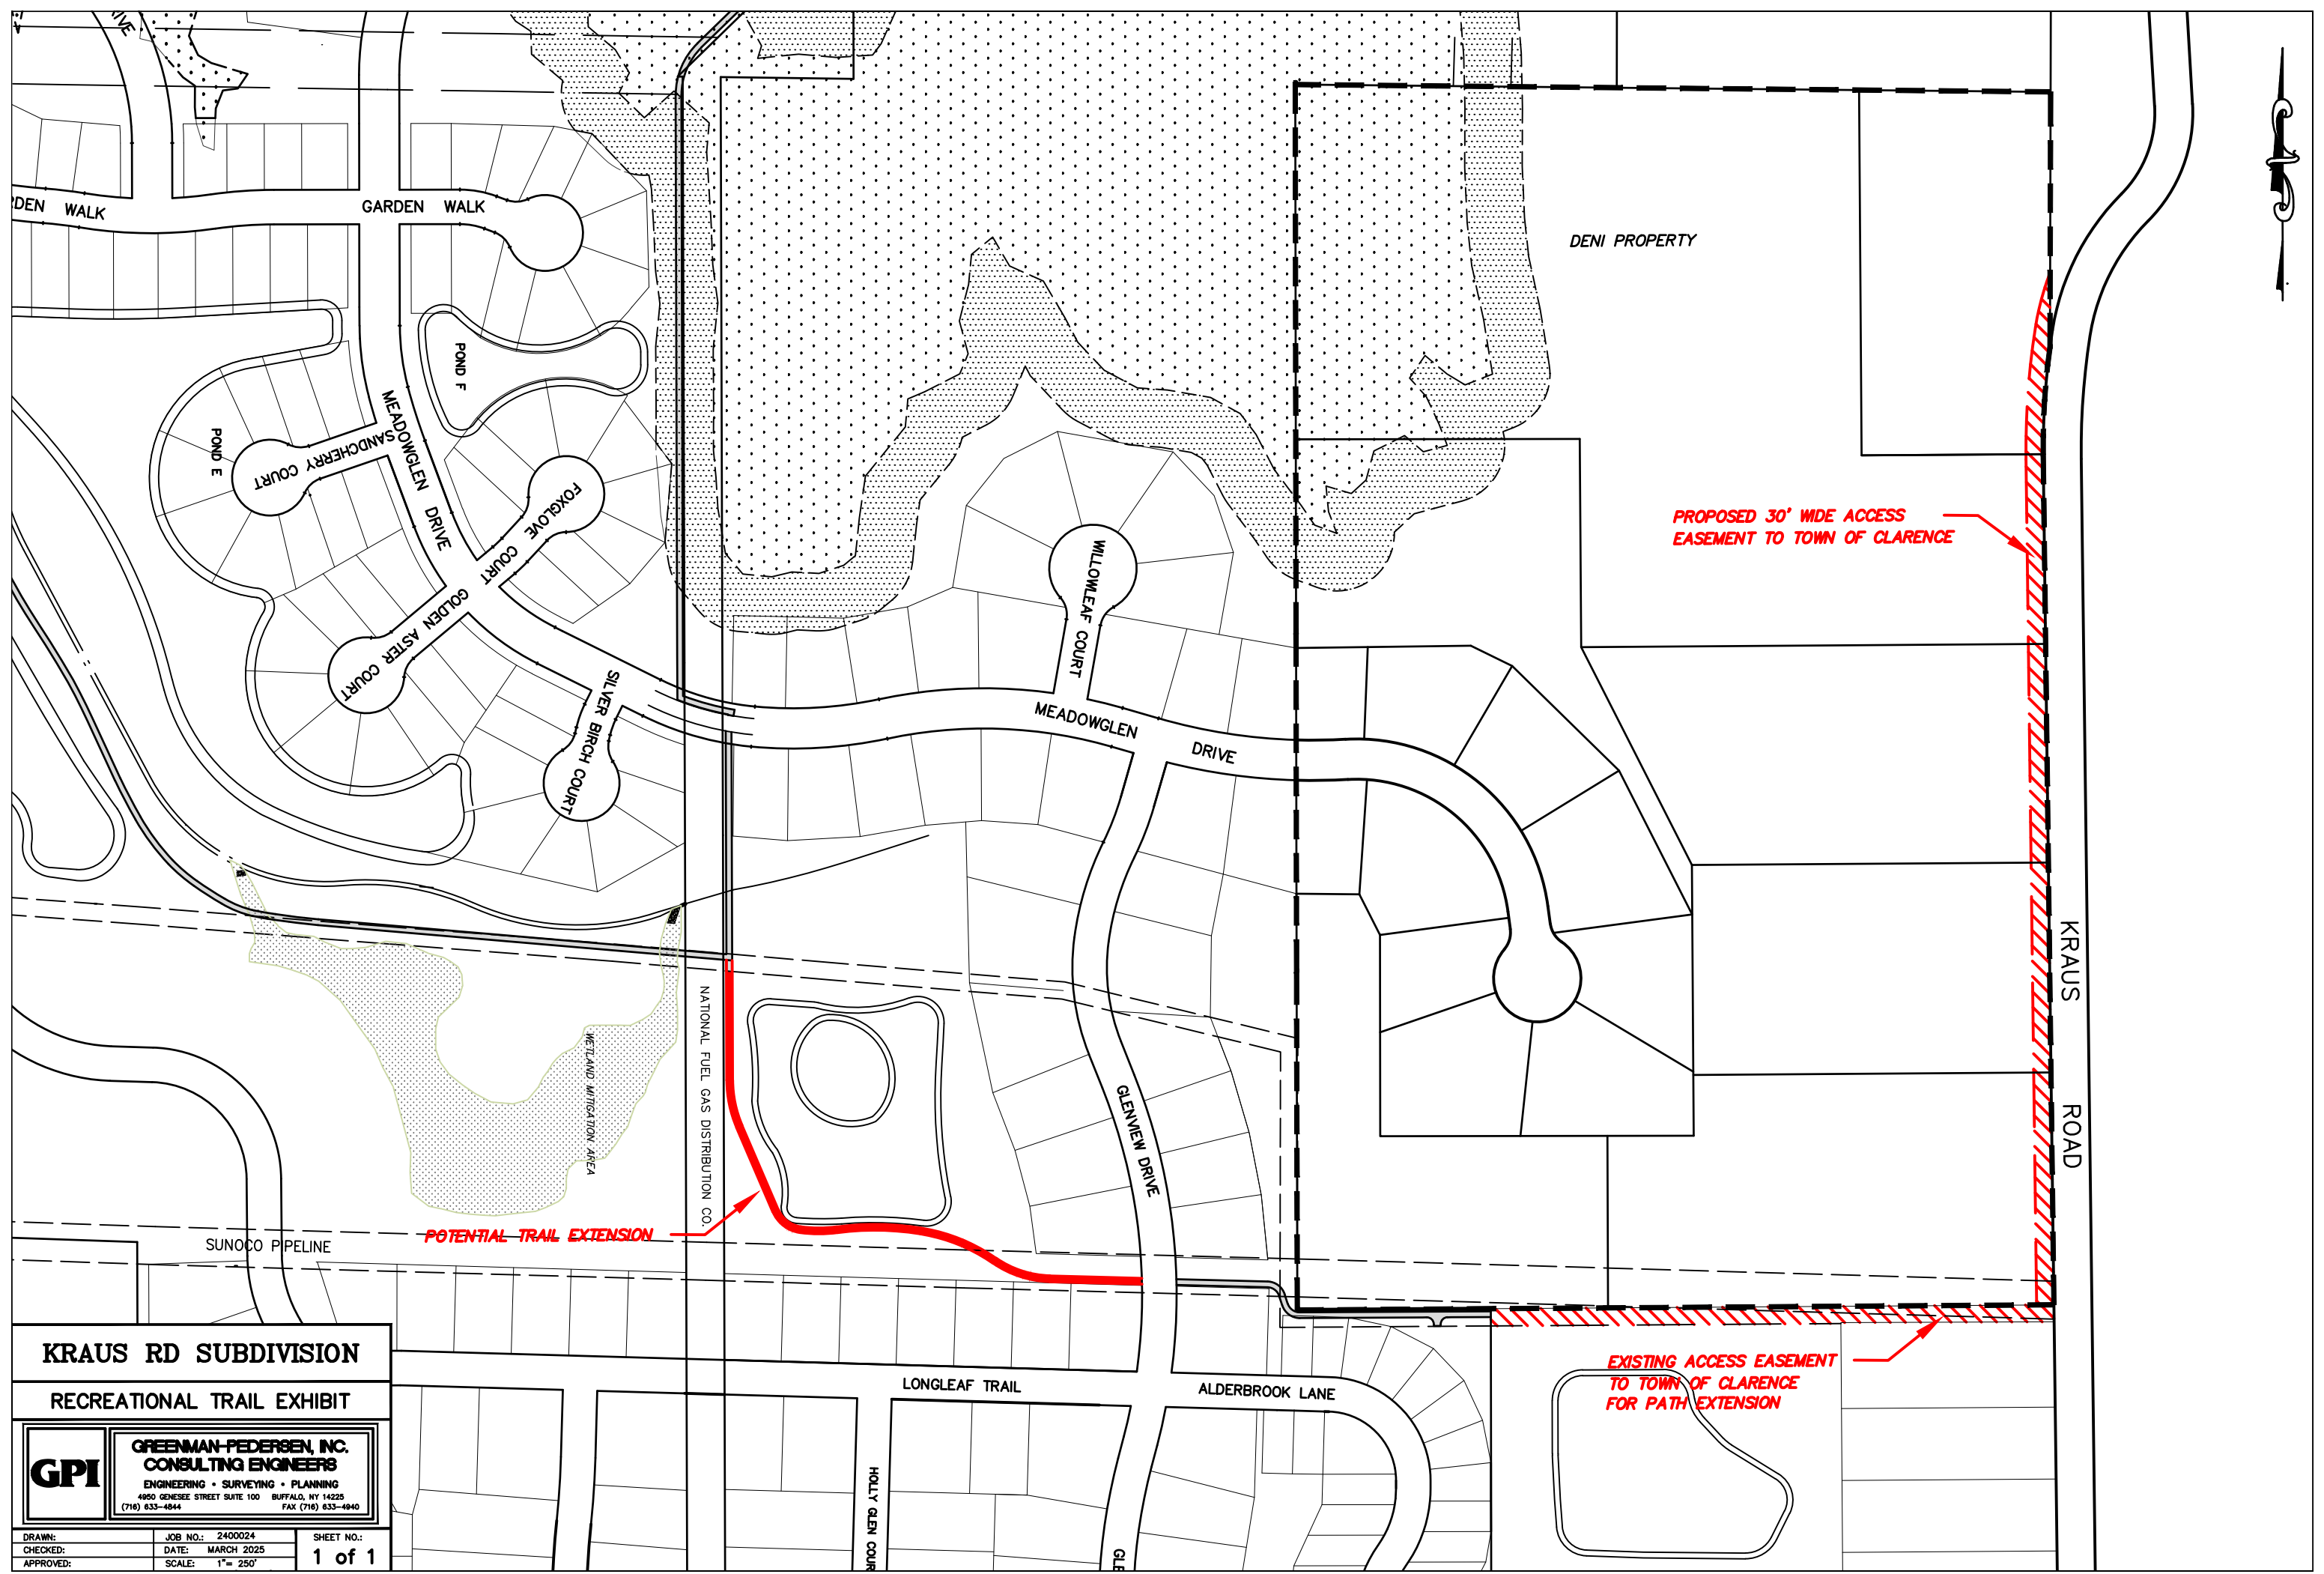 DRIVE
RDEN WALK
GARDEN WALK
DENI PROPERTY
POND F
MEADOWGLEN DRIVE
SANDCHERRY COURT
POND E
FOXGLOVE COURT
GOLDEN ASTER COURT
SILVER BIRCH COURT
WILLOWLEAF COURT
MEADOWGLEN DRIVE
PROPOSED 30' WIDE ACCESS
EASEMENT TO TOWN OF CLARENCE
KRAUS ROAD
NATIONAL FUEL GAS DISTRIBUTION CO.
WETLAND MITIGATION AREA
GLENVIEW DRIVE
POTENTIAL TRAIL EXTENSION
SUNOCO PIPELINE
EXISTING ACCESS EASEMENT
TO TOWN OF CLARENCE
FOR PATH EXTENSION
LONGLEAF TRAIL
ALDERBROOK LANE
HOLLY GLEN COUR
GLE
KRAUS RD SUBDIVISION
RECREATIONAL TRAIL EXHIBIT
GPI
GREENMAN-PEDERSEN, INC.
CONSULTING ENGINEERS
ENGINEERING • SURVEYING • PLANNING
4950 GENESEE STREET SUITE 100 BUFFALO, NY 14225
(716) 633-4844 FAX (716) 633-4940
DRAWN:
CHECKED:
APPROVED:
JOB NO.: 2400024
DATE: MARCH 2025
SCALE: 1"= 250'
SHEET NO.:
1 of 1